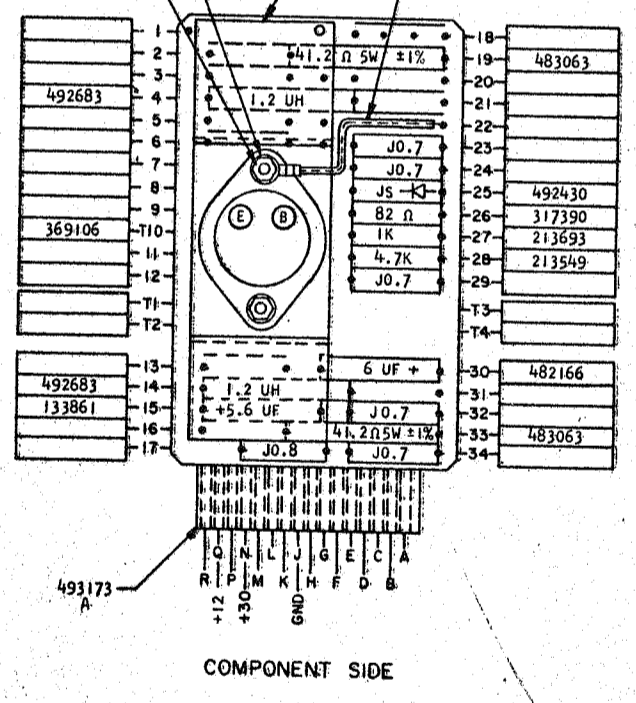 1 18
2 41.2 Ω 5W ±1% 19 483063
3 20
492683 4 1.2 UH 21
5 22
6 J0.7 23
7 J0.7 24
8 JS 25 492430
9 E B 82 Ω 26 317390
369106 T10 1K 27 213693
11 4.7K 28 213549
12 J0.7 29
T1 T3
T2 T4
13 6 UF + 30 482166
492683 14 1.2 UH 31
133861 15 +5.6 UF J0.7 32
16 41.2Ω5W ±1% 33 483063
17 J0.8 J0.7 34
R Q P N M L K J H G F E D C B A
+12 +30 GND
493173
A
COMPONENT SIDE